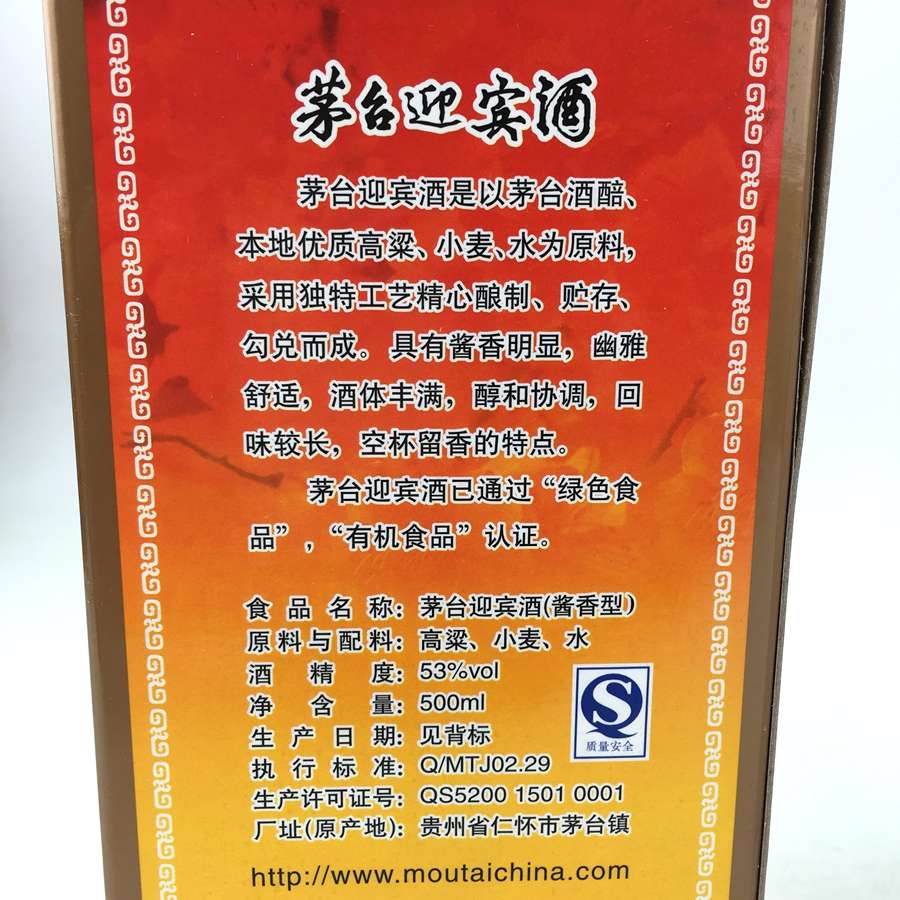 茅台迎宾酒
茅台迎宾酒是以茅台酒醅、
本地优质高粱、小麦、水为原料，
采用独特工艺精心酿制、贮存、
勾兑而成。具有酱香明显，幽雅
舒适，酒体丰满，醇和协调，回
味较长，空杯留香的特点。
茅台迎宾酒已通过“绿色食
品”，“有机食品”认证。
食品名称：茅台迎宾酒(酱香型)
原料与配料：高粱、小麦、水
酒精度：53%vol
净含量：500ml
生产日期：见背标
执行标准：Q/MTJ02.29
生产许可证号：QS5200 1501 0001
厂址(原产地)：贵州省仁怀市茅台镇
质量安全
http://www.moutaichina.com